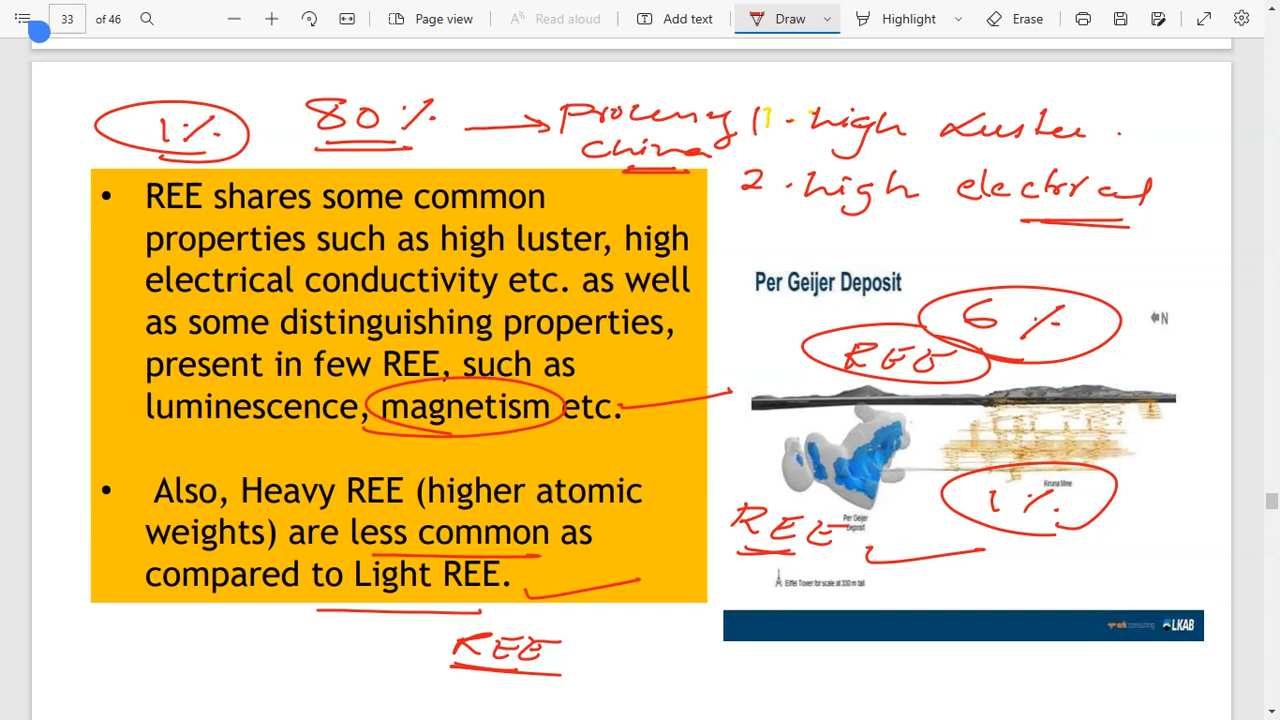 33 of 46 Page view Read aloud Add text Draw Highlight Erase
1% 80% → China 1. high Luster.
2. high electrical
• REE shares some common
properties such as high luster, high
electrical conductivity etc. as well
as some distinguishing properties,
present in few REE, such as
luminescence, magnetism etc.
• Also, Heavy REE (higher atomic
weights) are less common as
compared to Light REE.
REE
Per Geijer Deposit
6 %
N
REE
Kiruna Mine
1%
Per Geijer
Deposit
REE
Eiffel Tower for scale at 330 m tall
srk consulting LKAB